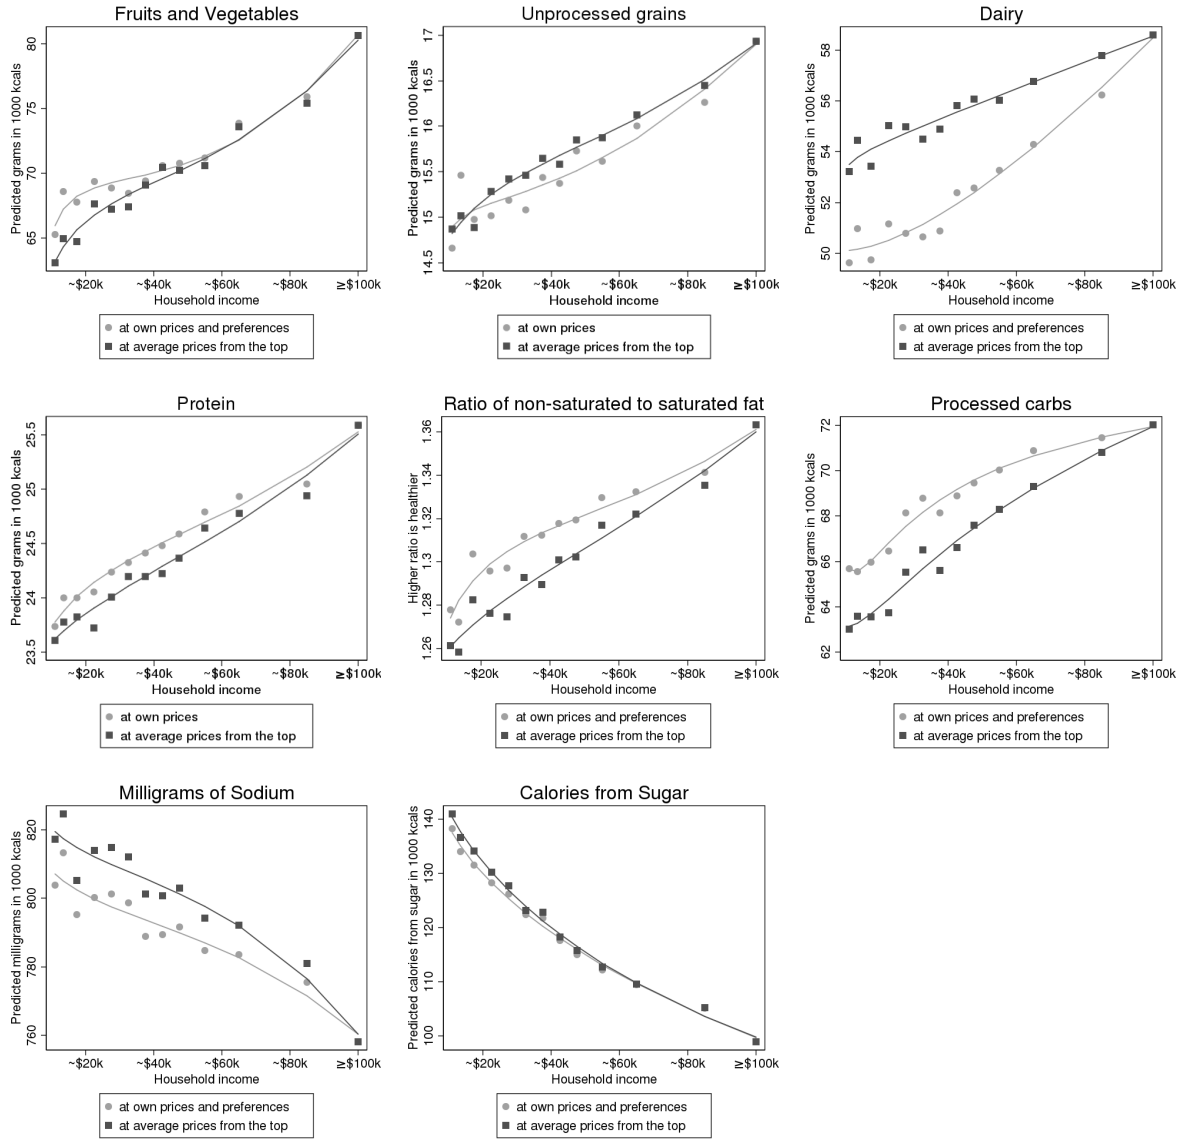 Fruits and Vegetables
Predicted grams in 1000 kcals
80
75
70
65
~$20k ~$40k ~$60k ~$80k ≥$100k
Household income
at own prices and preferences
at average prices from the top
Unprocessed grains
Predicted grams in 1000 kcals
17
16.5
16
15.5
15
14.5
~$20k ~$40k ~$60k ~$80k ≥$100k
Household income
at own prices
at average prices from the top
Dairy
Predicted grams in 1000 kcals
58
56
54
52
50
~$20k ~$40k ~$60k ~$80k ≥$100k
Household income
at own prices and preferences
at average prices from the top
Protein
Predicted grams in 1000 kcals
25.5
25
24.5
24
23.5
~$20k ~$40k ~$60k ~$80k ≥$100k
Household income
at own prices
at average prices from the top
Ratio of non-saturated to saturated fat
Higher ratio is healthier
1.36
1.34
1.32
1.3
1.28
1.26
~$20k ~$40k ~$60k ~$80k ≥$100k
Household income
at own prices and preferences
at average prices from the top
Processed carbs
Predicted grams in 1000 kcals
72
70
68
66
64
62
~$20k ~$40k ~$60k ~$80k ≥$100k
Household income
at own prices and preferences
at average prices from the top
Milligrams of Sodium
Predicted milligrams in 1000 kcals
820
800
780
760
~$20k ~$40k ~$60k ~$80k ≥$100k
Household income
at own prices and preferences
at average prices from the top
Calories from Sugar
Predicted calories from sugar in 1000 kcals
140
130
120
110
100
~$20k ~$40k ~$60k ~$80k ≥$100k
Household income
at own prices and preferences
at average prices from the top